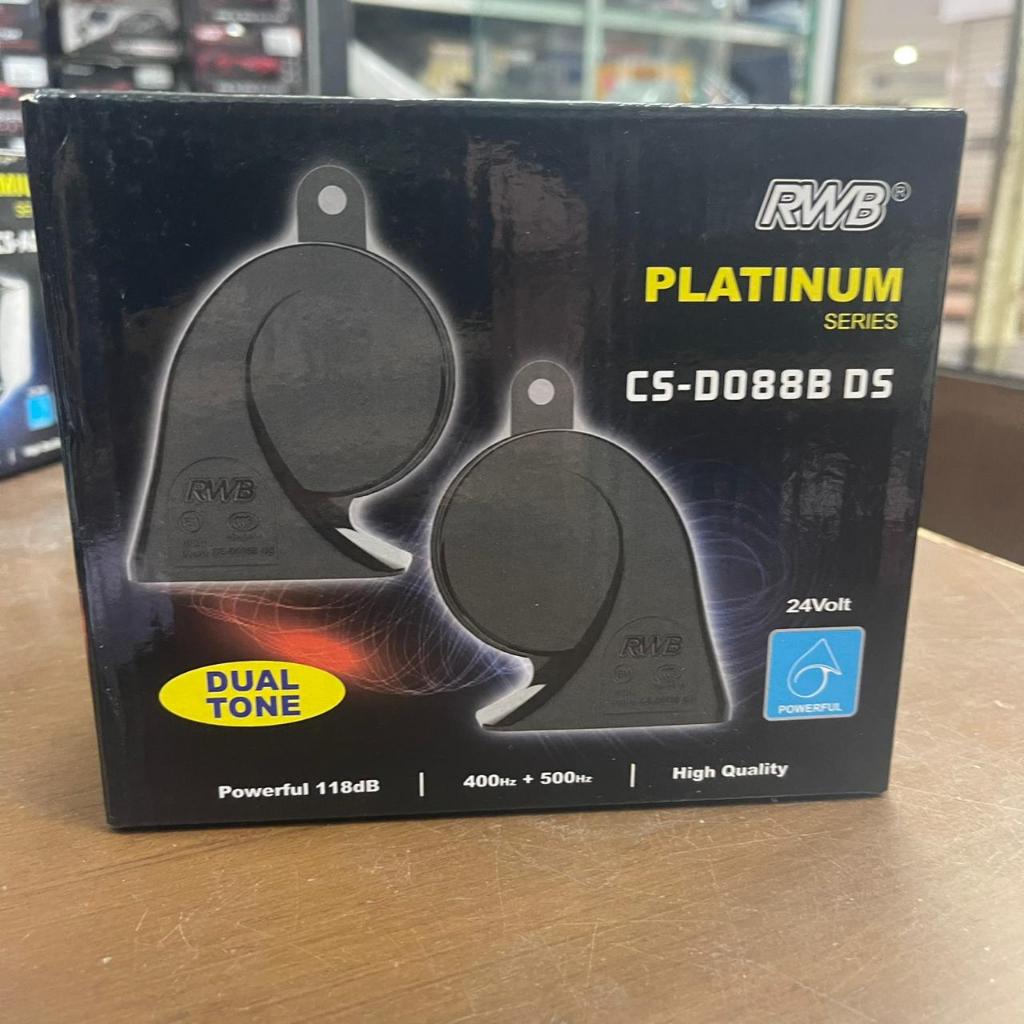 RWB®
PLATINUM
SERIES
CS-D088B DS
RWB
RWB
24Volt
POWERFUL
DUAL
TONE
Powerful 118dB | 400Hz + 500Hz | High Quality